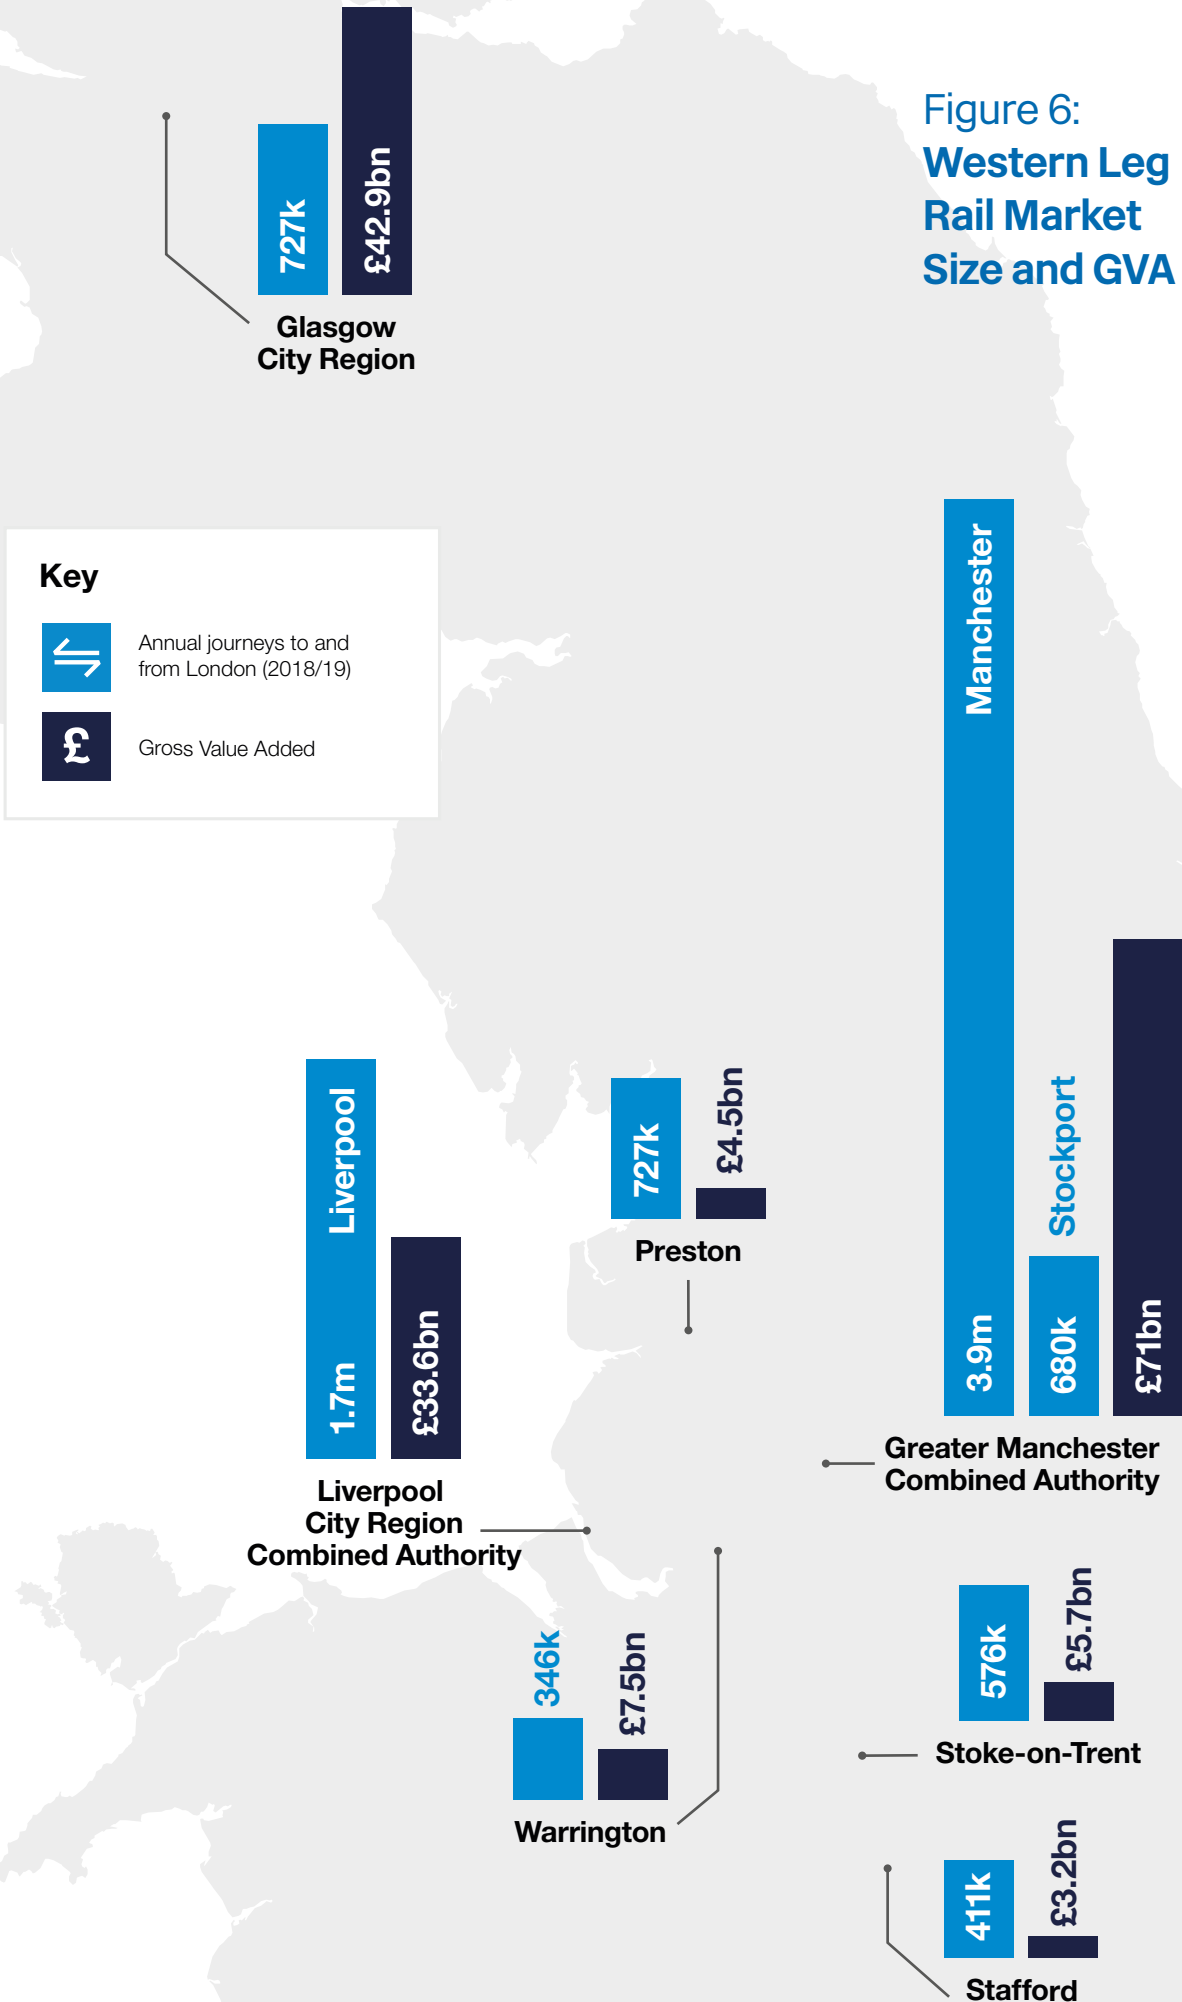 Figure 6:
Western Leg
Rail Market
Size and GVA
727k
£42.9bn
Glasgow
City Region
Key
Annual journeys to and
from London (2018/19)
£
Gross Value Added
Manchester
3.9m
Stockport
680k
£71bn
Greater Manchester
Combined Authority
Liverpool
1.7m
£33.6bn
Liverpool
City Region
Combined Authority
727k
£4.5bn
Preston
346k
£7.5bn
Warrington
576k
£5.7bn
Stoke-on-Trent
411k
£3.2bn
Stafford